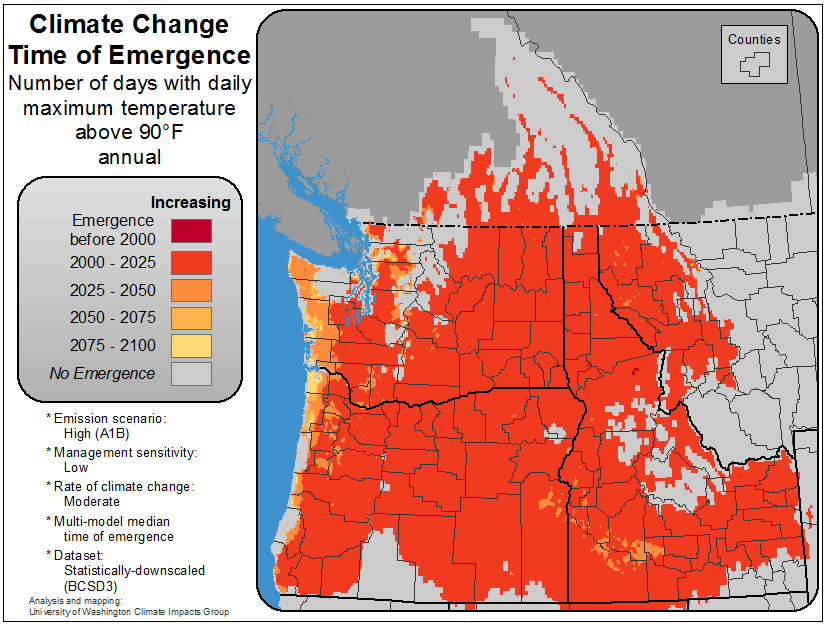 Climate Change
Time of Emergence
Number of days with daily
maximum temperature
above 90°F
annual
Increasing
Emergence
before 2000
2000 - 2025
2025 - 2050
2050 - 2075
2075 - 2100
No Emergence
* Emission scenario:
High (A1B)
* Management sensitivity:
Low
* Rate of climate change:
Moderate
* Multi-model median
time of emergence
* Dataset:
Statistically-downscaled
(BCSD3)
Analysis and mapping:
University of Washington Climate Impacts Group
Counties